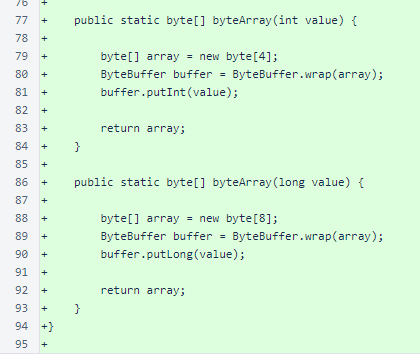 76 +
77 +    public static byte[] byteArray(int value) {
78 +
79 +        byte[] array = new byte[4];
80 +        ByteBuffer buffer = ByteBuffer.wrap(array);
81 +        buffer.putInt(value);
82 +
83 +        return array;
84 +    }
85 +
86 +    public static byte[] byteArray(long value) {
87 +
88 +        byte[] array = new byte[8];
89 +        ByteBuffer buffer = ByteBuffer.wrap(array);
90 +        buffer.putLong(value);
91 +
92 +        return array;
93 +    }
94 +}
95 +